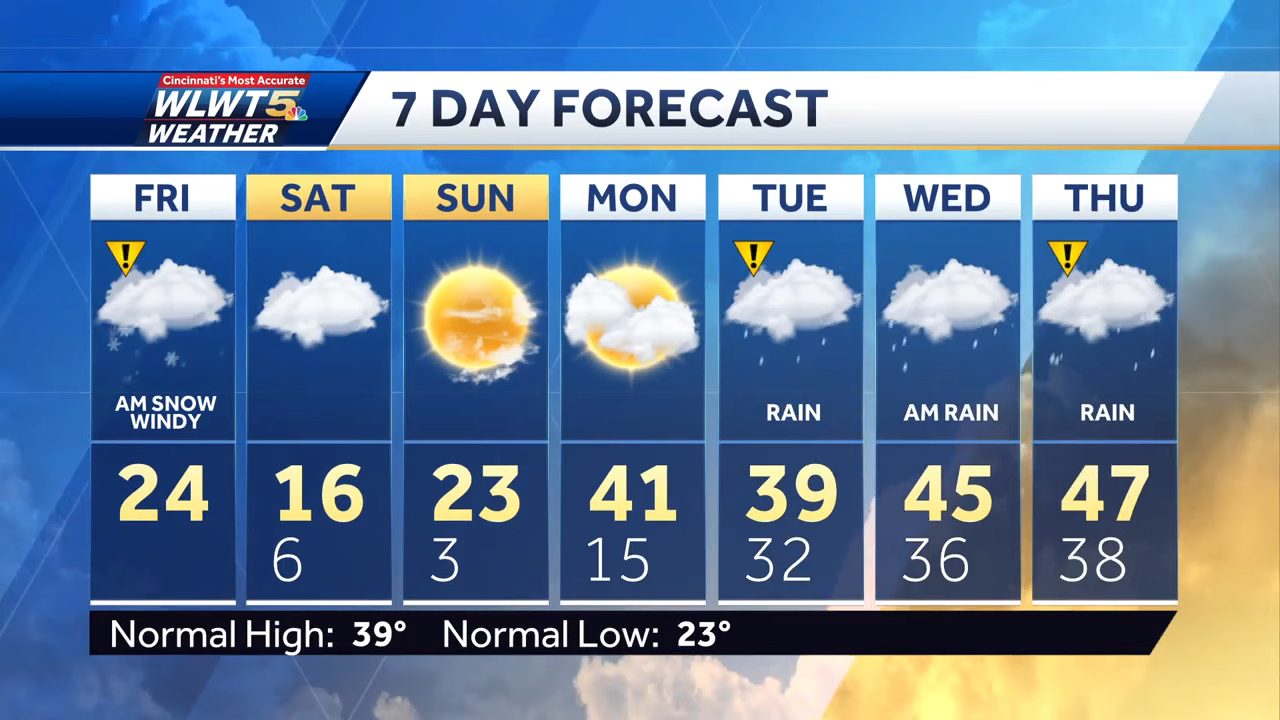 Cincinnati's Most Accurate
WLWT5
WEATHER
7 DAY FORECAST
FRI SAT SUN MON TUE WED THU
! ! !
AM SNOW
WINDY
RAIN AM RAIN RAIN
24 16 23 41 39 45 47
6 3 15 32 36 38
Normal High: 39° Normal Low: 23°